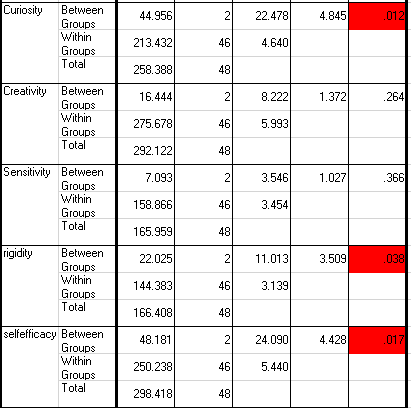 Curiosity Between Groups 44.956 2 22.478 4.845 .012
Within Groups 213.432 46 4.640
Total 258.388 48
Creativity Between Groups 16.444 2 8.222 1.372 .264
Within Groups 275.678 46 5.993
Total 292.122 48
Sensitivity Between Groups 7.093 2 3.546 1.027 .366
Within Groups 158.866 46 3.454
Total 165.959 48
rigidity Between Groups 22.025 2 11.013 3.509 .038
Within Groups 144.383 46 3.139
Total 166.408 48
selfefficacy Between Groups 48.181 2 24.090 4.428 .017
Within Groups 250.238 46 5.440
Total 298.418 48